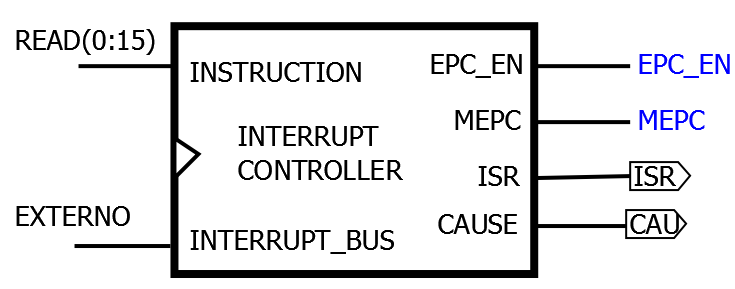 READ(0:15)
INSTRUCTION
EPC_EN
EPC_EN
MEPC
MEPC
INTERRUPT
CONTROLLER
ISR
ISR
EXTERNO
CAUSE
CAU
INTERRUPT_BUS